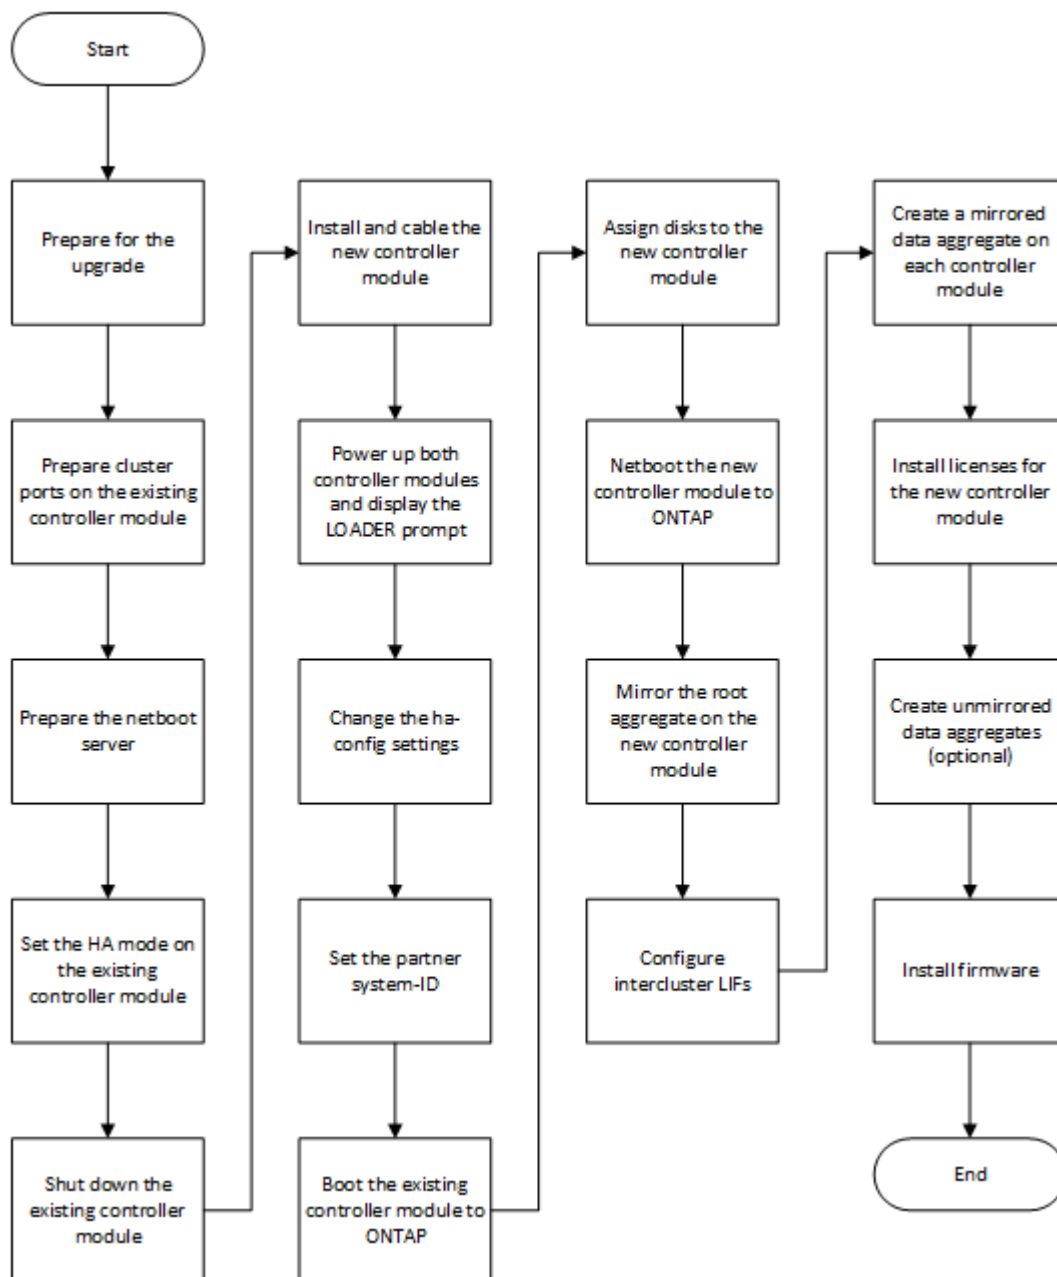 Start
Prepare for the
upgrade
Prepare cluster
ports on the existing
controller module
Prepare the netboot
server
Set the HA mode on
the existing
controller module
Shut down the
existing controller
module
Install and cable the
new controller
module
Power up both
controller modules
and display the
LOADER prompt
Change the ha-
config settings
Set the partner
system-ID
Boot the existing
controller module to
ONTAP
Assign disks to the
new controller
module
Netboot the new
controller module to
ONTAP
Mirror the root
aggregate on the
new controller
module
Configure
intercluster LIFs
Create a mirrored
data aggregate on
each controller
module
Install licenses for
the new controller
module
Create unmirrored
data aggregates
(optional)
Install firmware
End